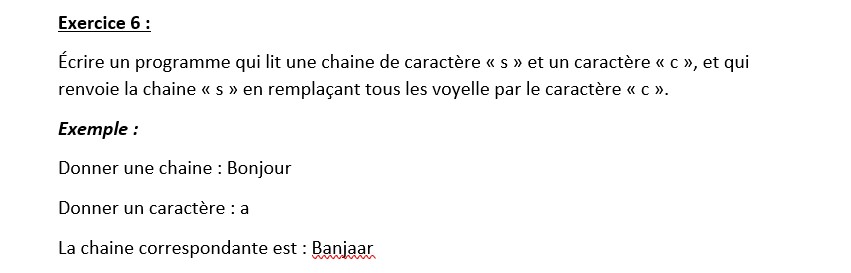 Exercice 6 :
Écrire un programme qui lit une chaine de caractère « s » et un caractère « c », et qui
renvoie la chaine « s » en remplaçant tous les voyelle par le caractère « c ».
Exemple :
Donner une chaine : Bonjour
Donner un caractère : a
La chaine correspondante est : Banjaar